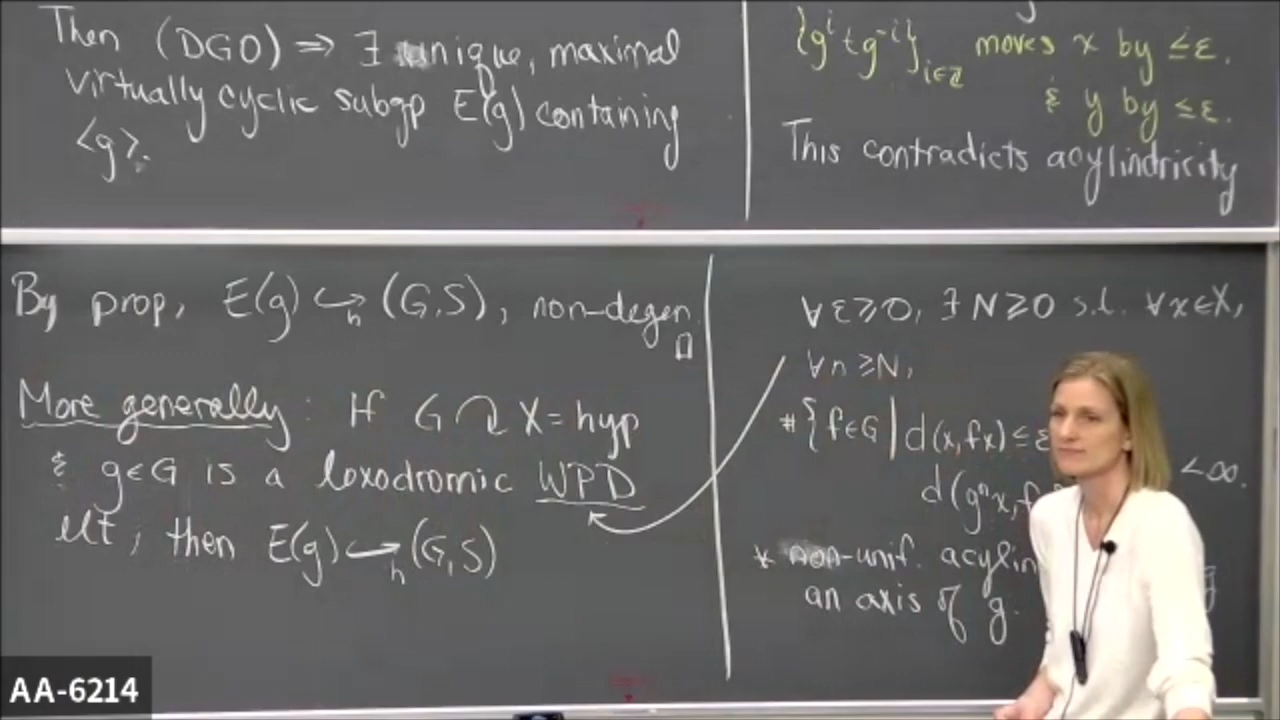 Then (DGO) ⇒ ∃ unique, maximal
virtually cyclic subgp E(g) containing
<g>.
{gⁱtg⁻ⁱ}_{i∈ℤ} moves x by ≤ε.
& y by ≤ε.
This contradicts acylindricity
By prop, E(g) ↪_h (G,S), non-degen.
□
More generally: If G ↷ X = hyp
& g∈G is a loxodromic WPD
elt, then E(g) ↪_h (G,S)
∀ε≥0, ∃ N≥0 s.t. ∀x∈X,
∀n≥N,
#{f∈G | d(x,fx)≤ε
d(gⁿx,f <∞.
* non-unif. acylin
an axis of g.
AA-6214